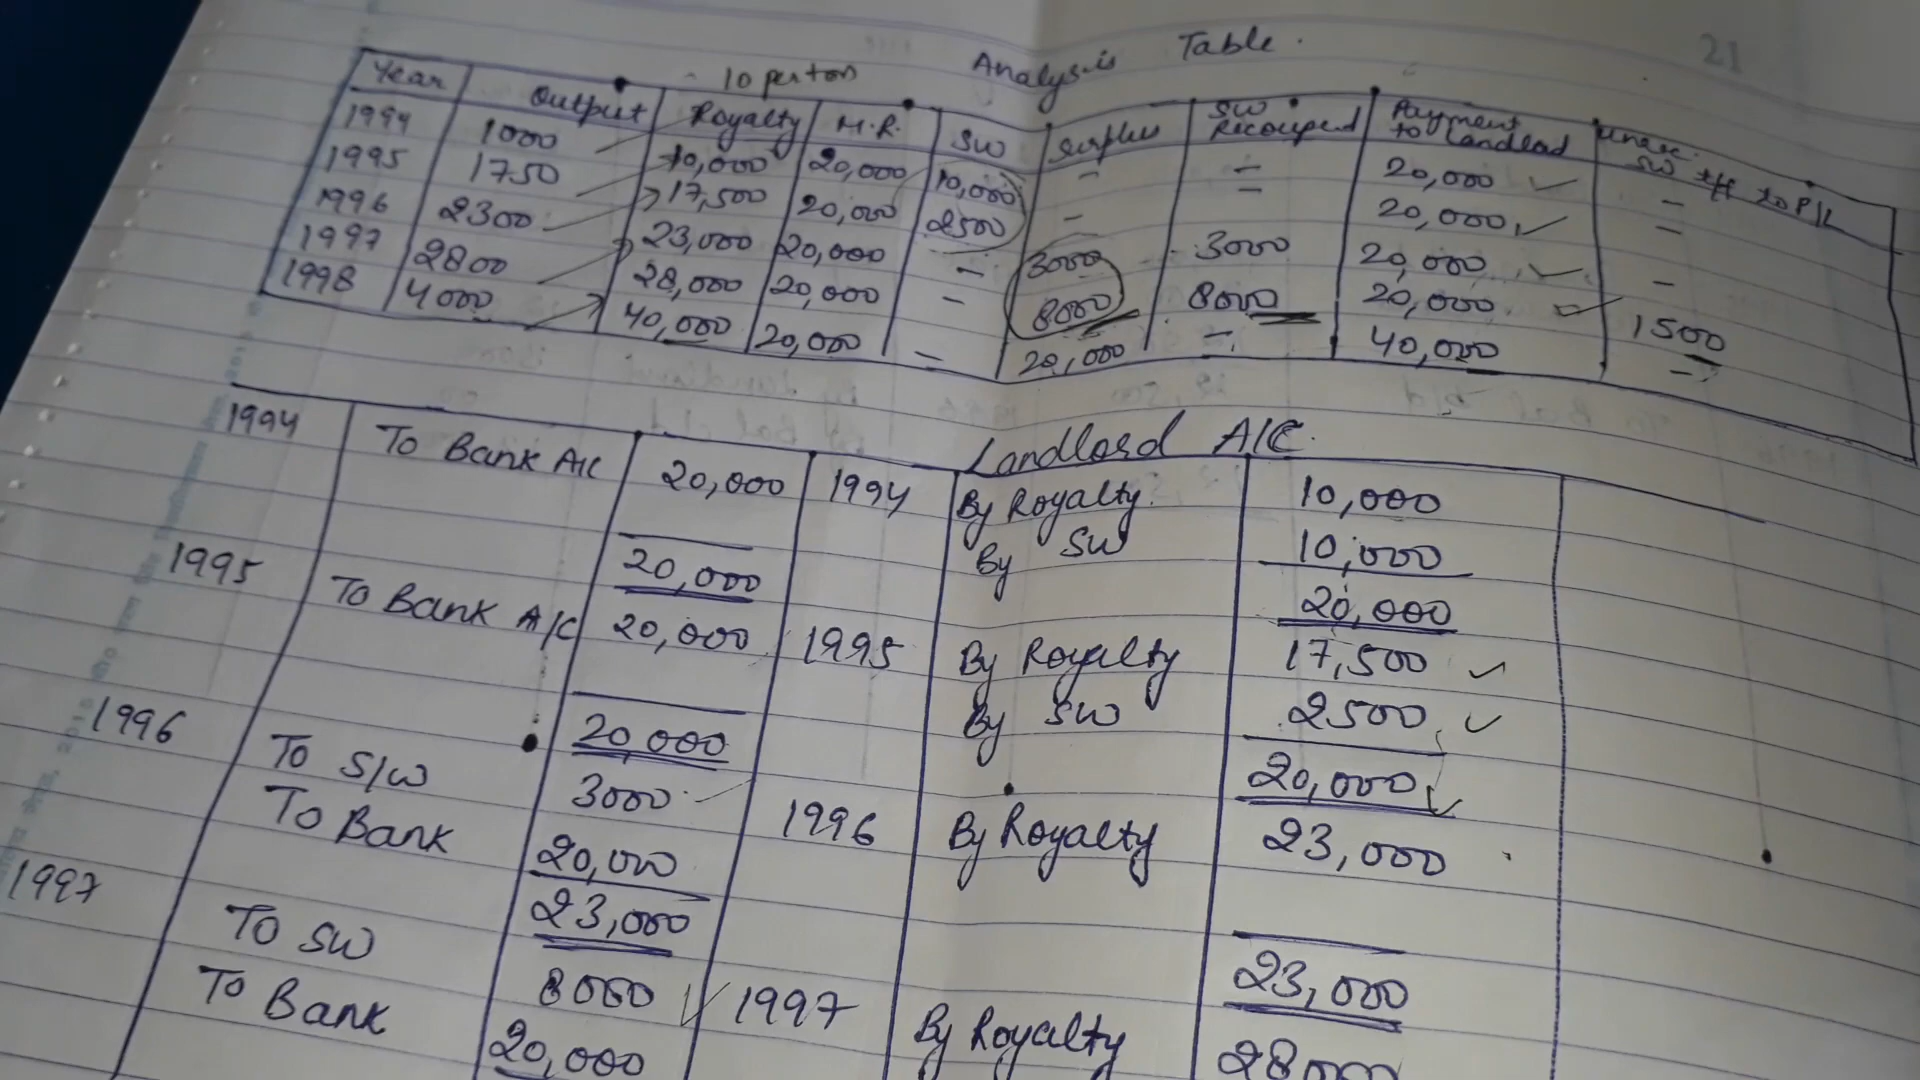 21
Analysis Table.
10 per ton
Year Output Royalty M.R. SW Surplus SW Recouped Payment to Landlord Unrec. SW tff to P/L
1994 1000 10,000 20,000 10,000 - - 20,000 -
1995 1750 17,500 20,000 2500 - - 20,000 -
1996 2300 23,000 20,000 - 3000 3000 20,000 -
1997 2800 28,000 20,000 - 8000 8000 20,000 1500
1998 4000 40,000 20,000 - 20,000 - 40,000 -
Landlord A/C.
1994 To Bank A/C 20,000 1994 By Royalty. 10,000
By SW 10,000
20,000 20,000
1995 To Bank A/C 20,000 1995 By Royalty 17,500
By SW 2500
20,000 20,000
1996 To S/W 3000 1996 By Royalty 23,000
To Bank 20,000
23,000 23,000
1997 To SW 8000 1997 By Royalty 28000
To Bank 20,000